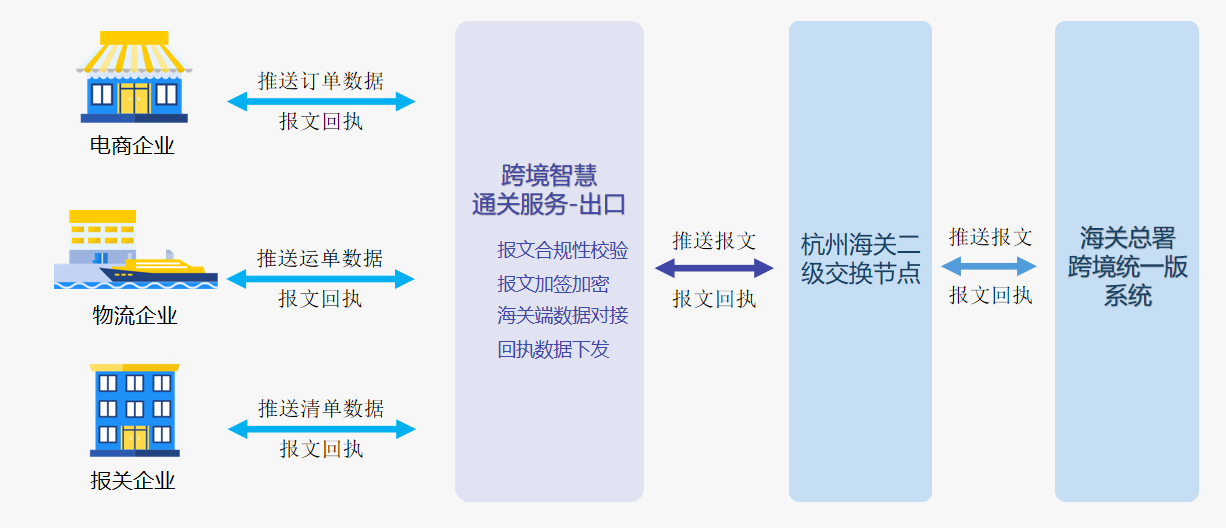 推送订单数据
报文回执
电商企业
推送运单数据
报文回执
物流企业
推送清单数据
报文回执
报关企业
跨境智慧
通关服务-出口
报文合规性校验
报文加签加密
海关端数据对接
回执数据下发
推送报文
报文回执
杭州海关二
级交换节点
推送报文
报文回执
海关总署
跨境统一版
系统